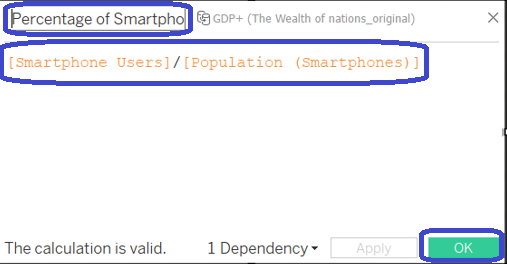 Percentage of Smartpho GDP+ (The Wealth of nations_original)
[Smartphone Users]/[Population (Smartphones)]
The calculation is valid. 1 Dependency Apply OK